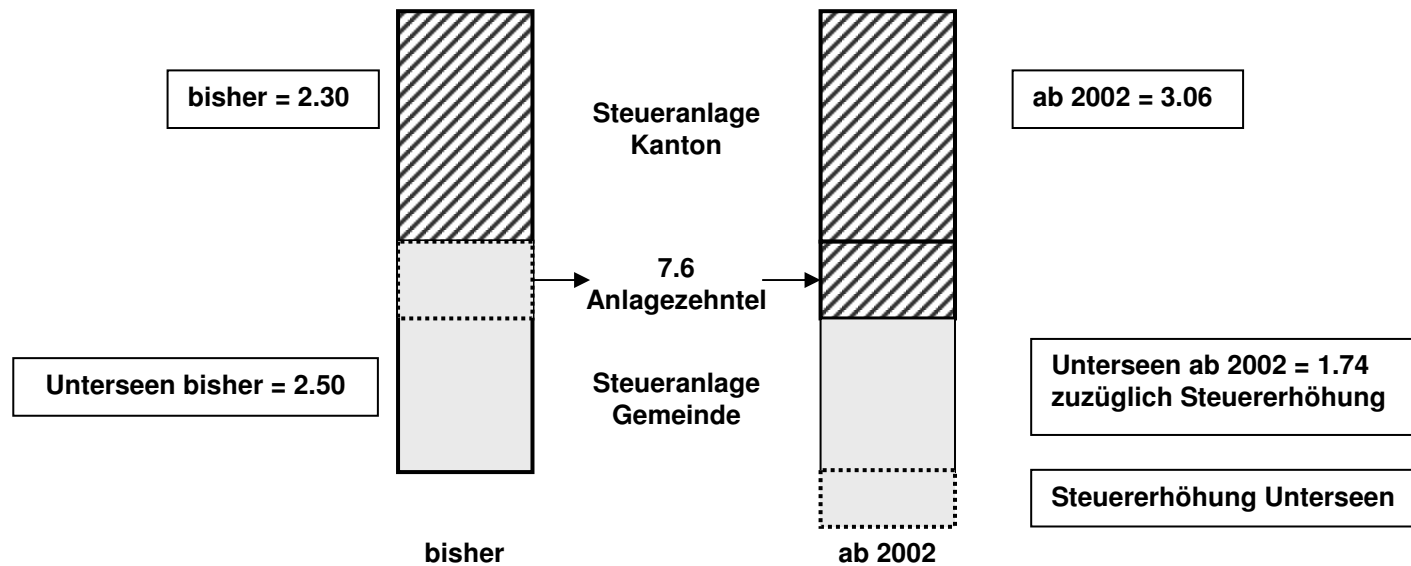 bisher = 2.30
Steueranlage
Kanton
ab 2002 = 3.06
7.6
Anlagezehntel
Unterseen bisher = 2.50
Steueranlage
Gemeinde
Unterseen ab 2002 = 1.74
zuzüglich Steuererhöhung
Steuererhöhung Unterseen
bisher
ab 2002